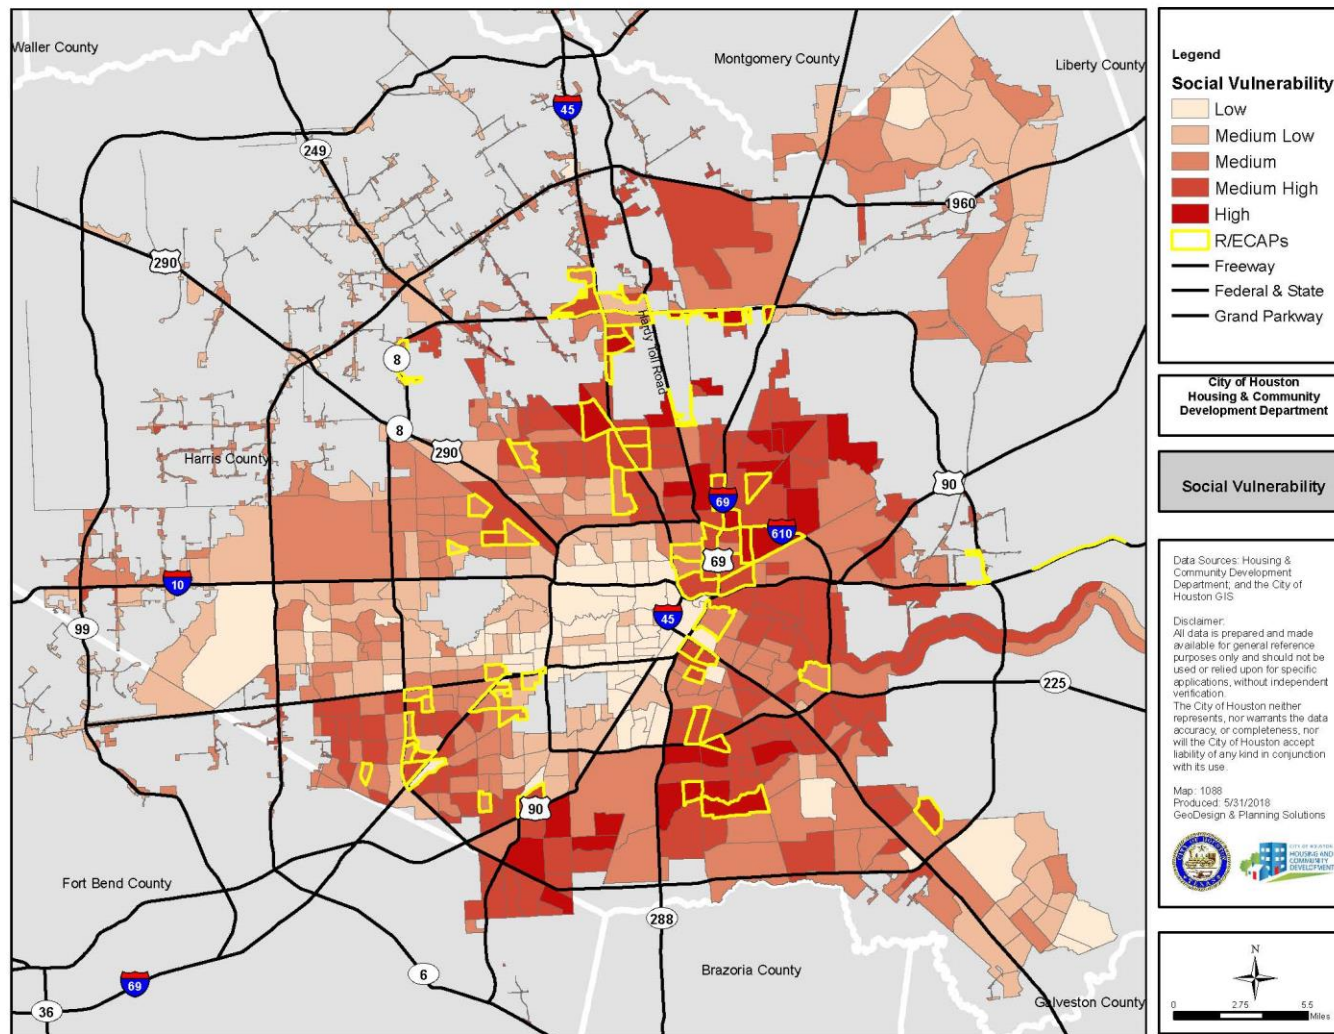 Waller County
Montgomery County
Liberty County
45
249
1960
290
Hardy Toll Road
8
8
290
Harris County
90
69
610
69
10
45
99
225
90
Fort Bend County
288
6
Brazoria County
69
36
Galveston County
Legend
Social Vulnerability
Low
Medium Low
Medium
Medium High
High
R/ECAPs
Freeway
Federal & State
Grand Parkway
City of Houston
Housing & Community
Development Department
Social Vulnerability
Data Sources: Housing &
Community Development
Department; and the City of
Houston GIS
Disclaimer:
All data is prepared and made
available for general reference
purposes only and should not be
used or relied upon for specific
applications, without independent
verification.
The City of Houston neither
represents, nor warrants the data
accuracy, or completeness, nor
will the City of Houston accept
liability of any kind in conjunction
with its use.
Map: 1088
Produced: 5/31/2018
GeoDesign & Planning Solutions
CITY OF HOUSTON
HOUSING AND
COMMUNITY
DEVELOPMENT
N
0 2.75 5.5
Miles